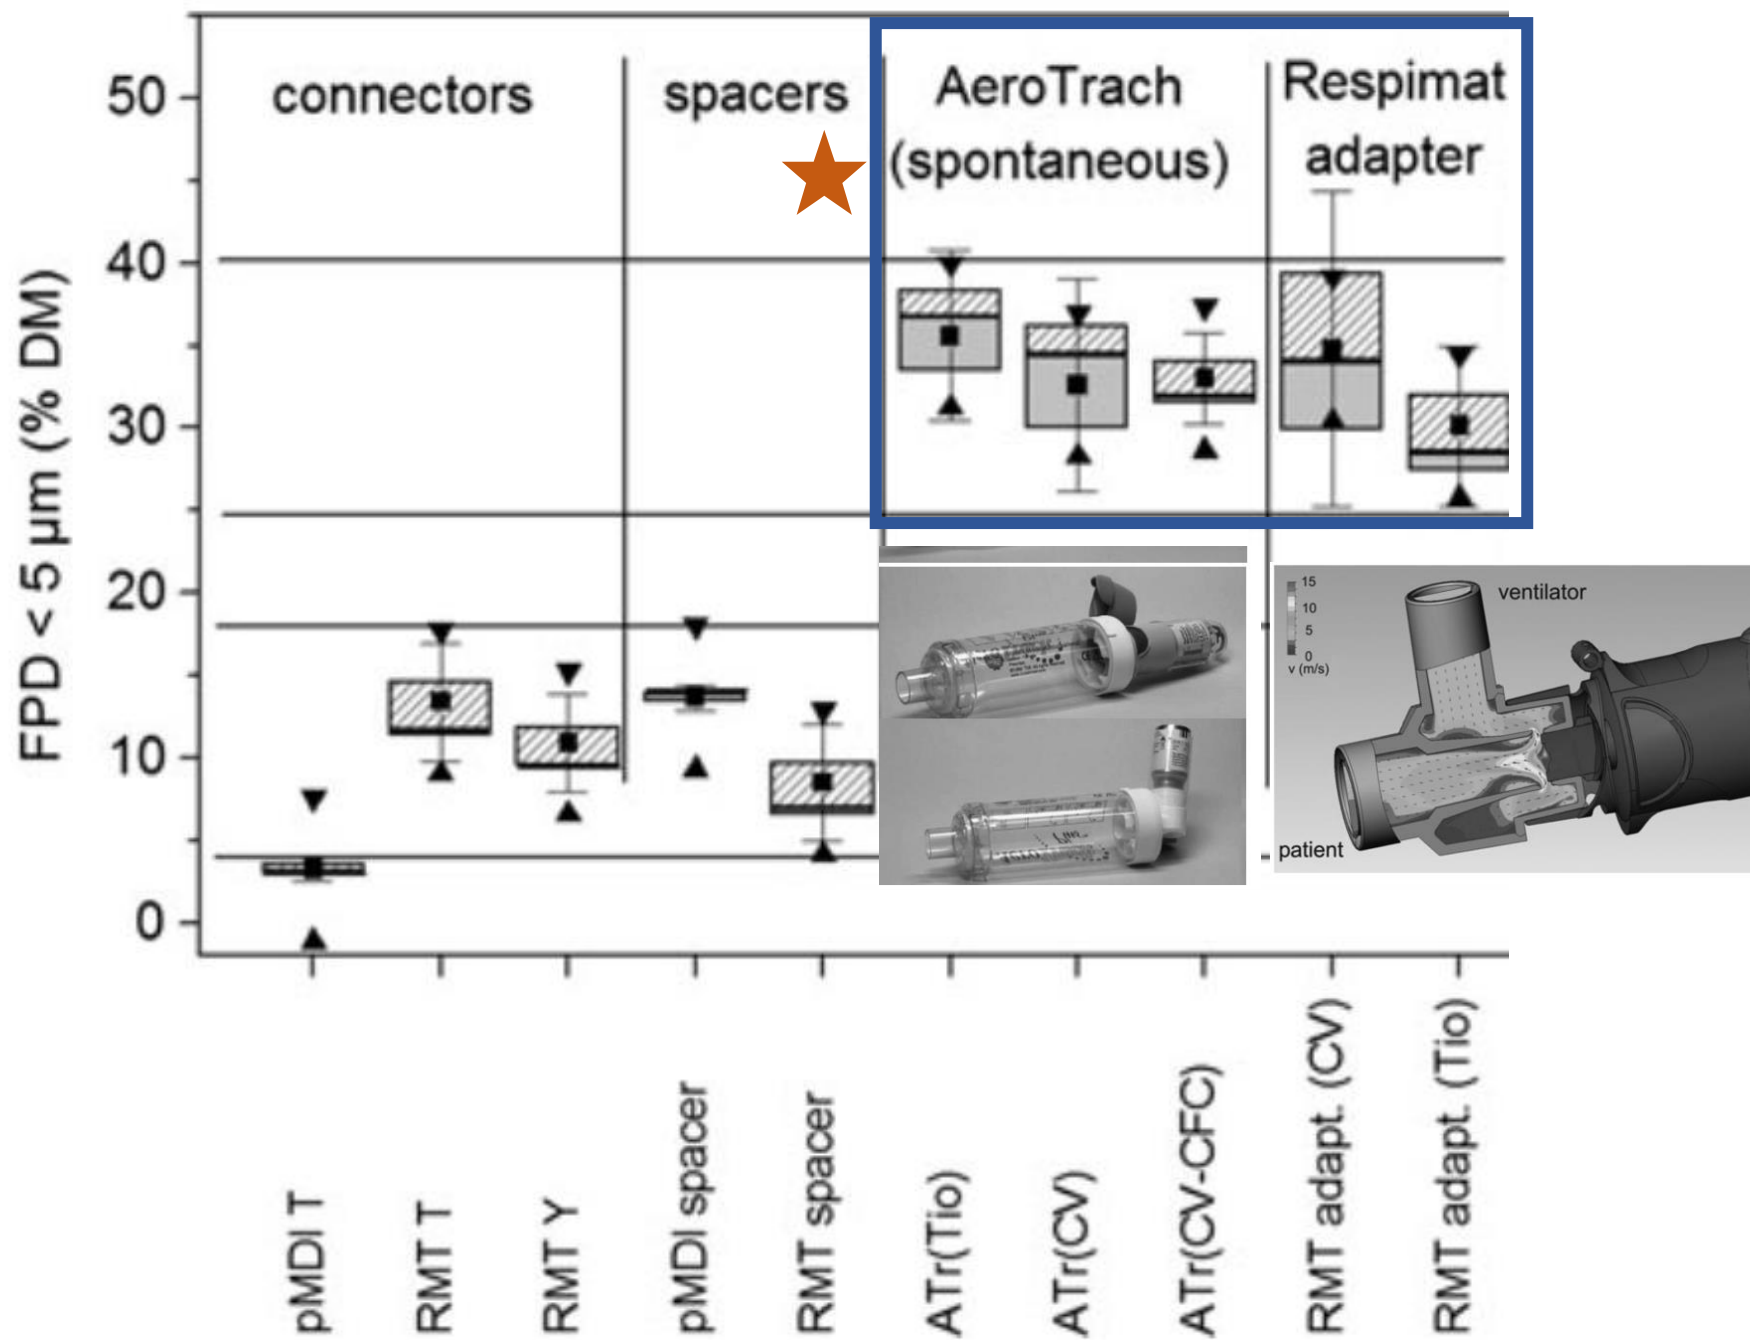 FPD < 5 µm (% DM)
50
40
30
20
10
0
connectors
spacers
AeroTrach
(spontaneous)
Respimat
adapter
15
10
5
0
v (m/s)
ventilator
patient
pMDI T
RMT T
RMT Y
pMDI spacer
RMT spacer
ATr(Tio)
ATr(CV)
ATr(CV-CFC)
RMT adapt. (CV)
RMT adapt. (Tio)